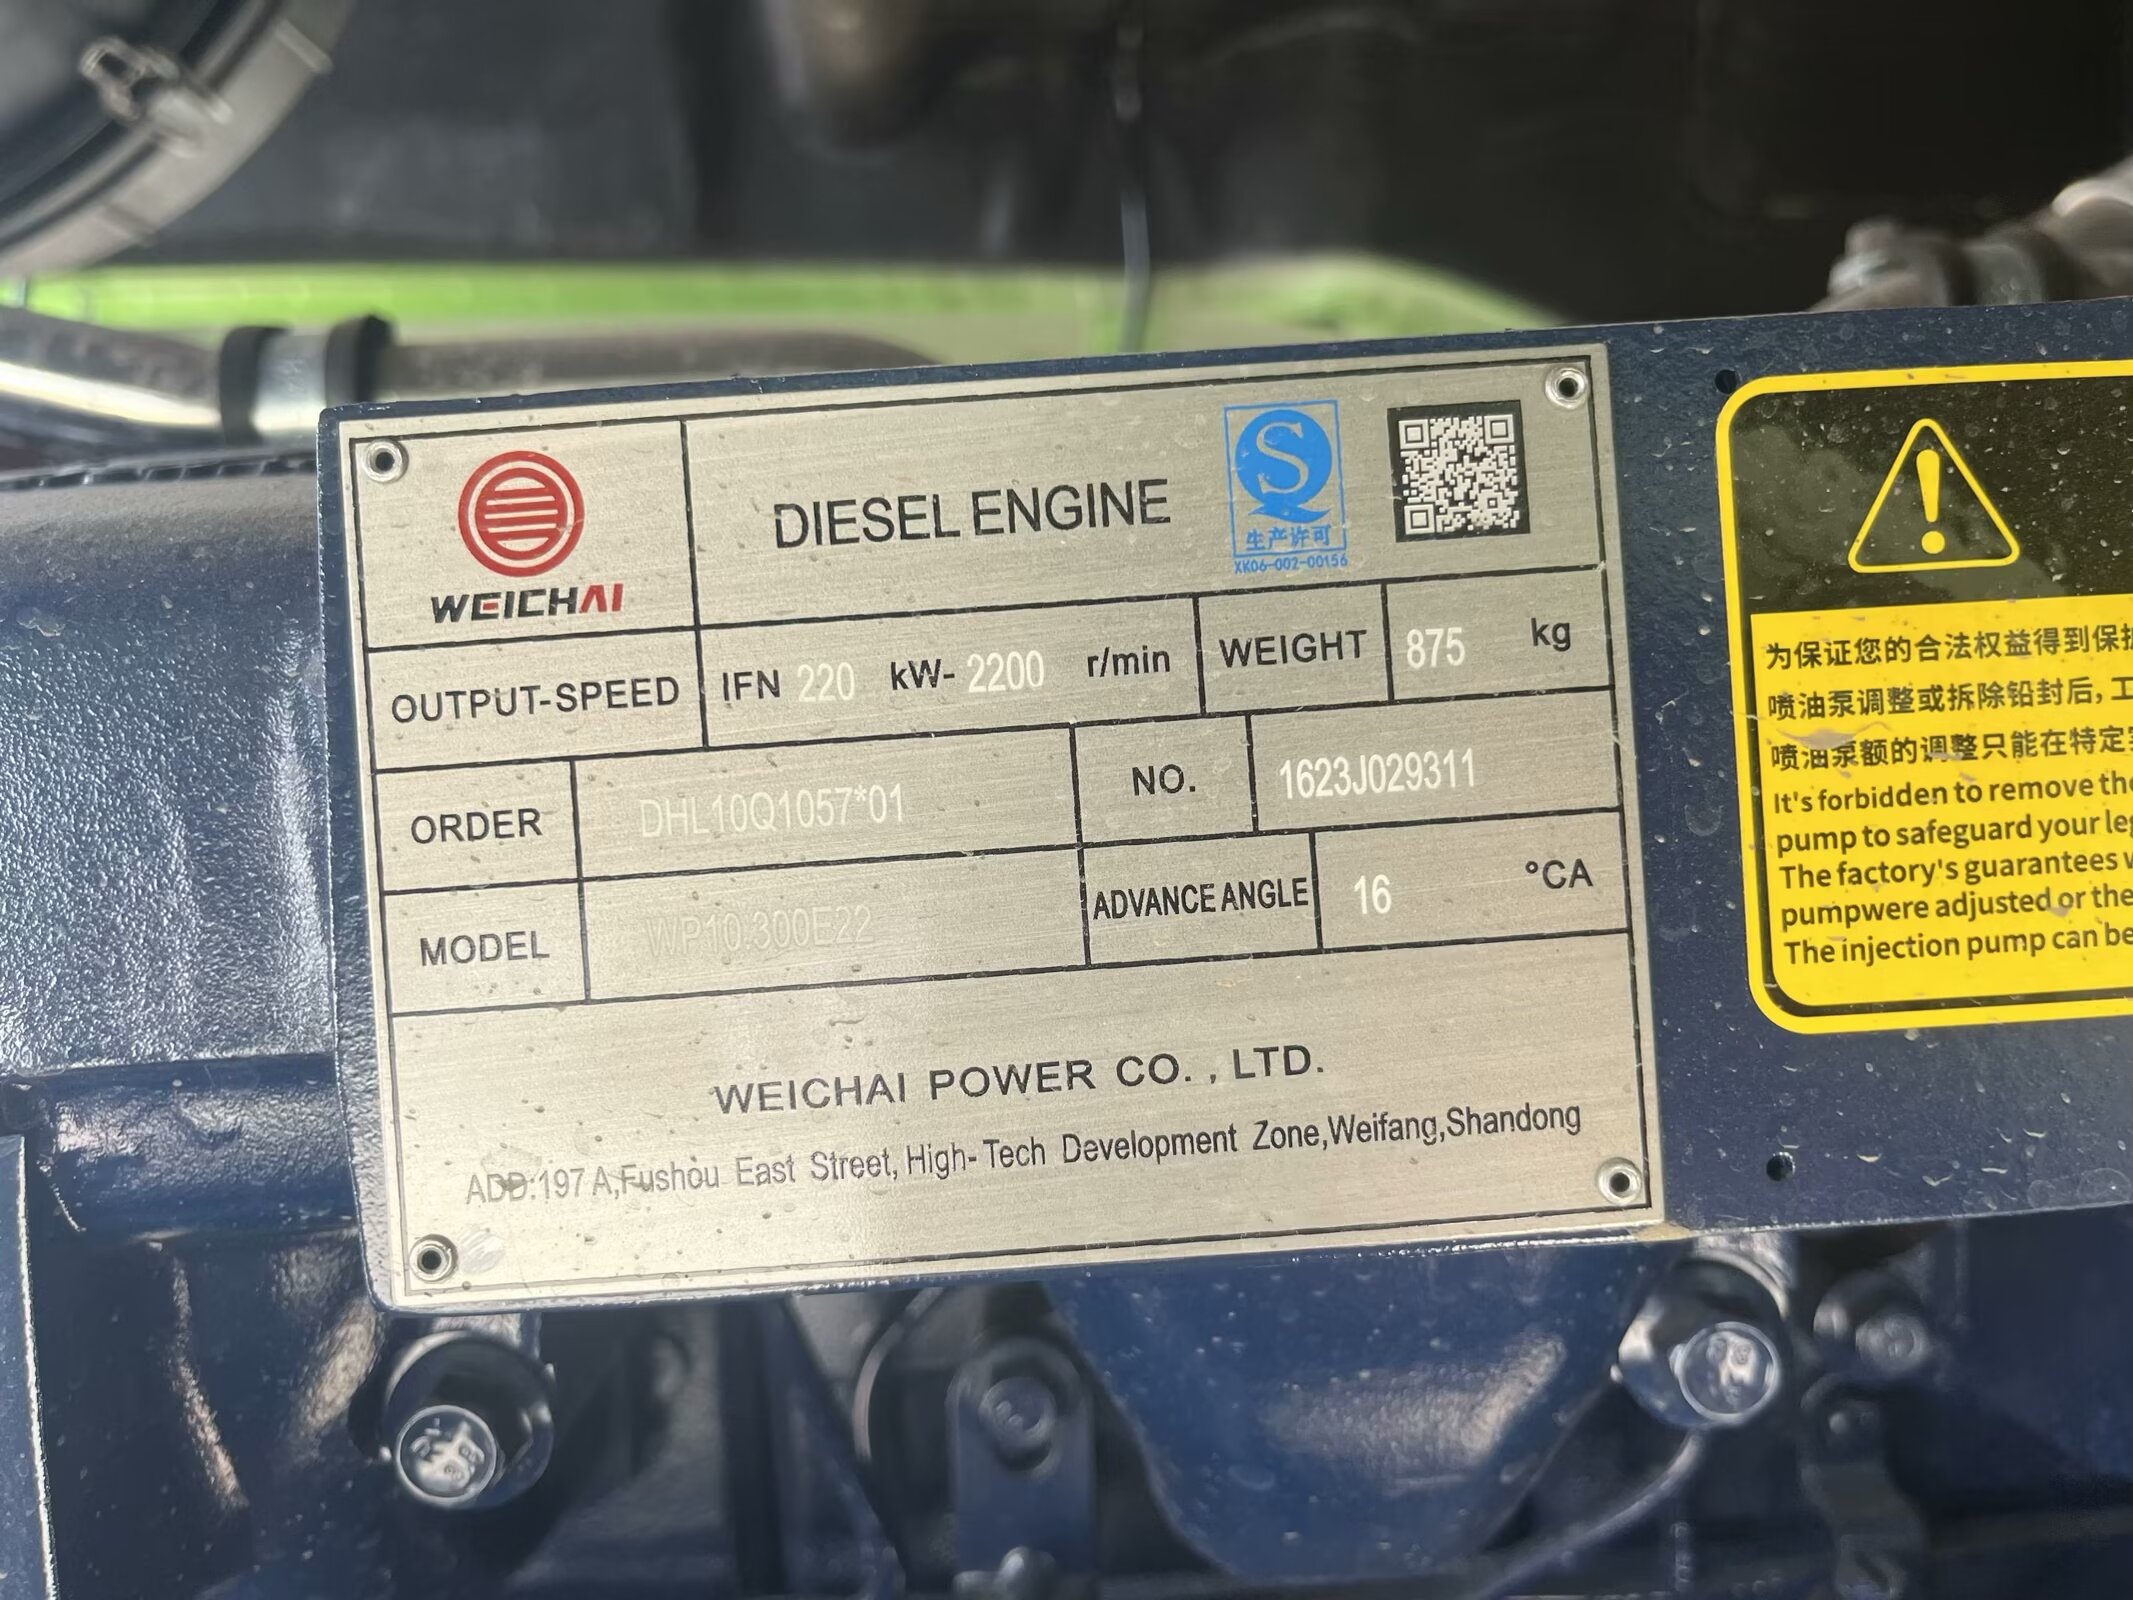 WEICHAI
DIESEL ENGINE
S
生产许可
XK06-002-00156
OUTPUT-SPEED IFN 220 kW- 2200 r/min WEIGHT 875 kg
ORDER DHL10Q1057*01 NO. 1623J029311
MODEL WP10.300E22 ADVANCE ANGLE 16 °CA
WEICHAI POWER CO. , LTD.
ADD:197 A,Fushou East Street, High- Tech Development Zone,Weifang,Shandong
为保证您的合法权益得到保护
喷油泵调整或拆除铅封后, 工
喷油泵额的调整只能在特定
It's forbidden to remove the
pump to safeguard your leg
The factory's guarantees w
pumpwere adjusted or the
The injection pump can be
8.8